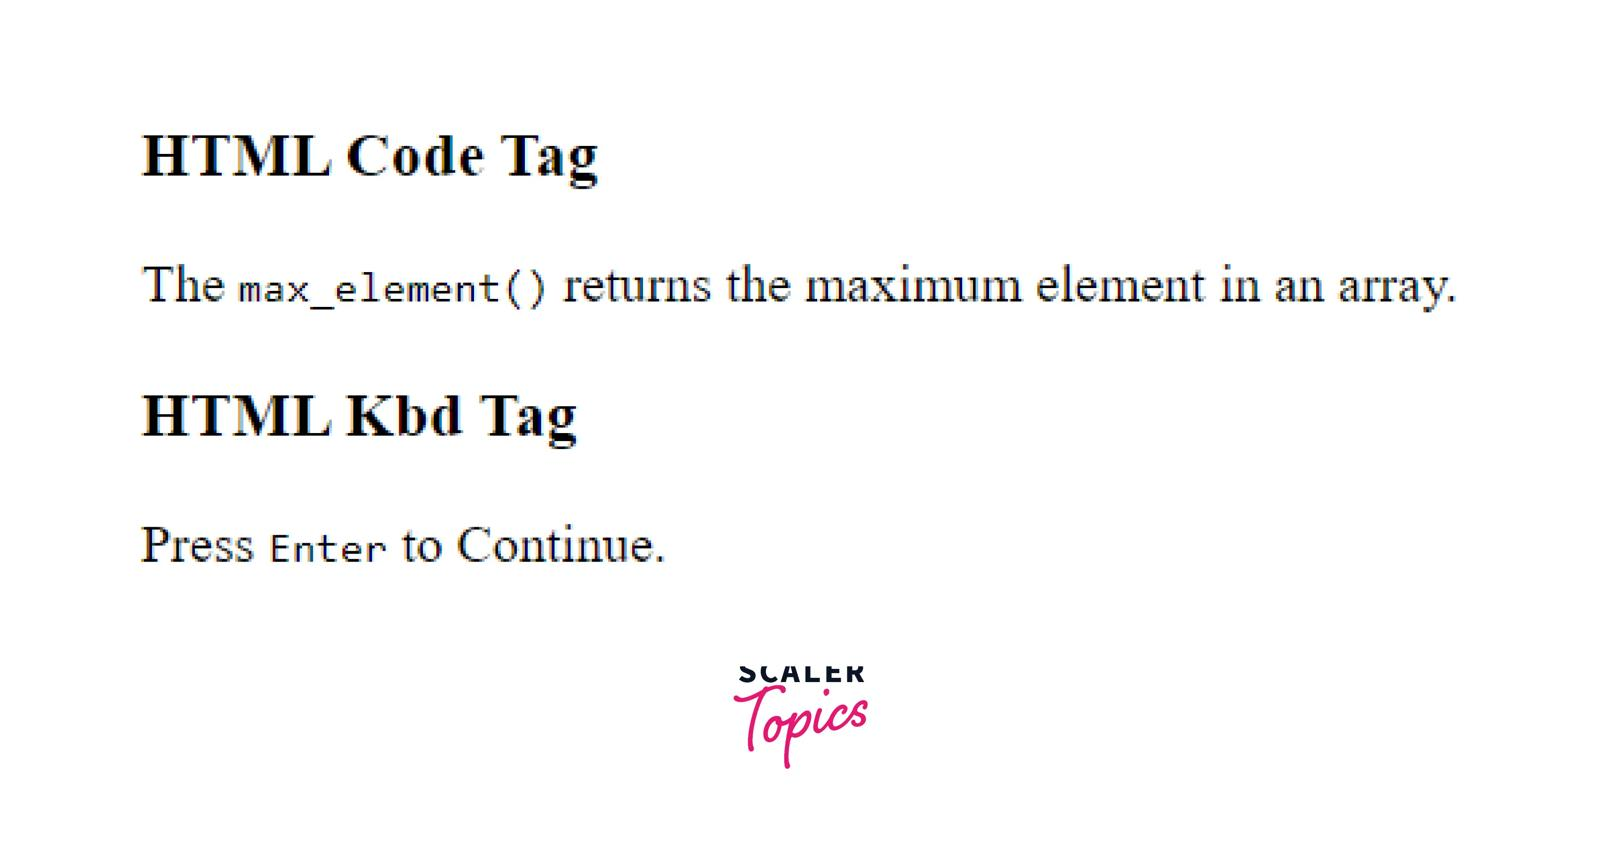 HTML Code Tag
The max_element() returns the maximum element in an array.
HTML Kbd Tag
Press Enter to Continue.
SCALER
Topics